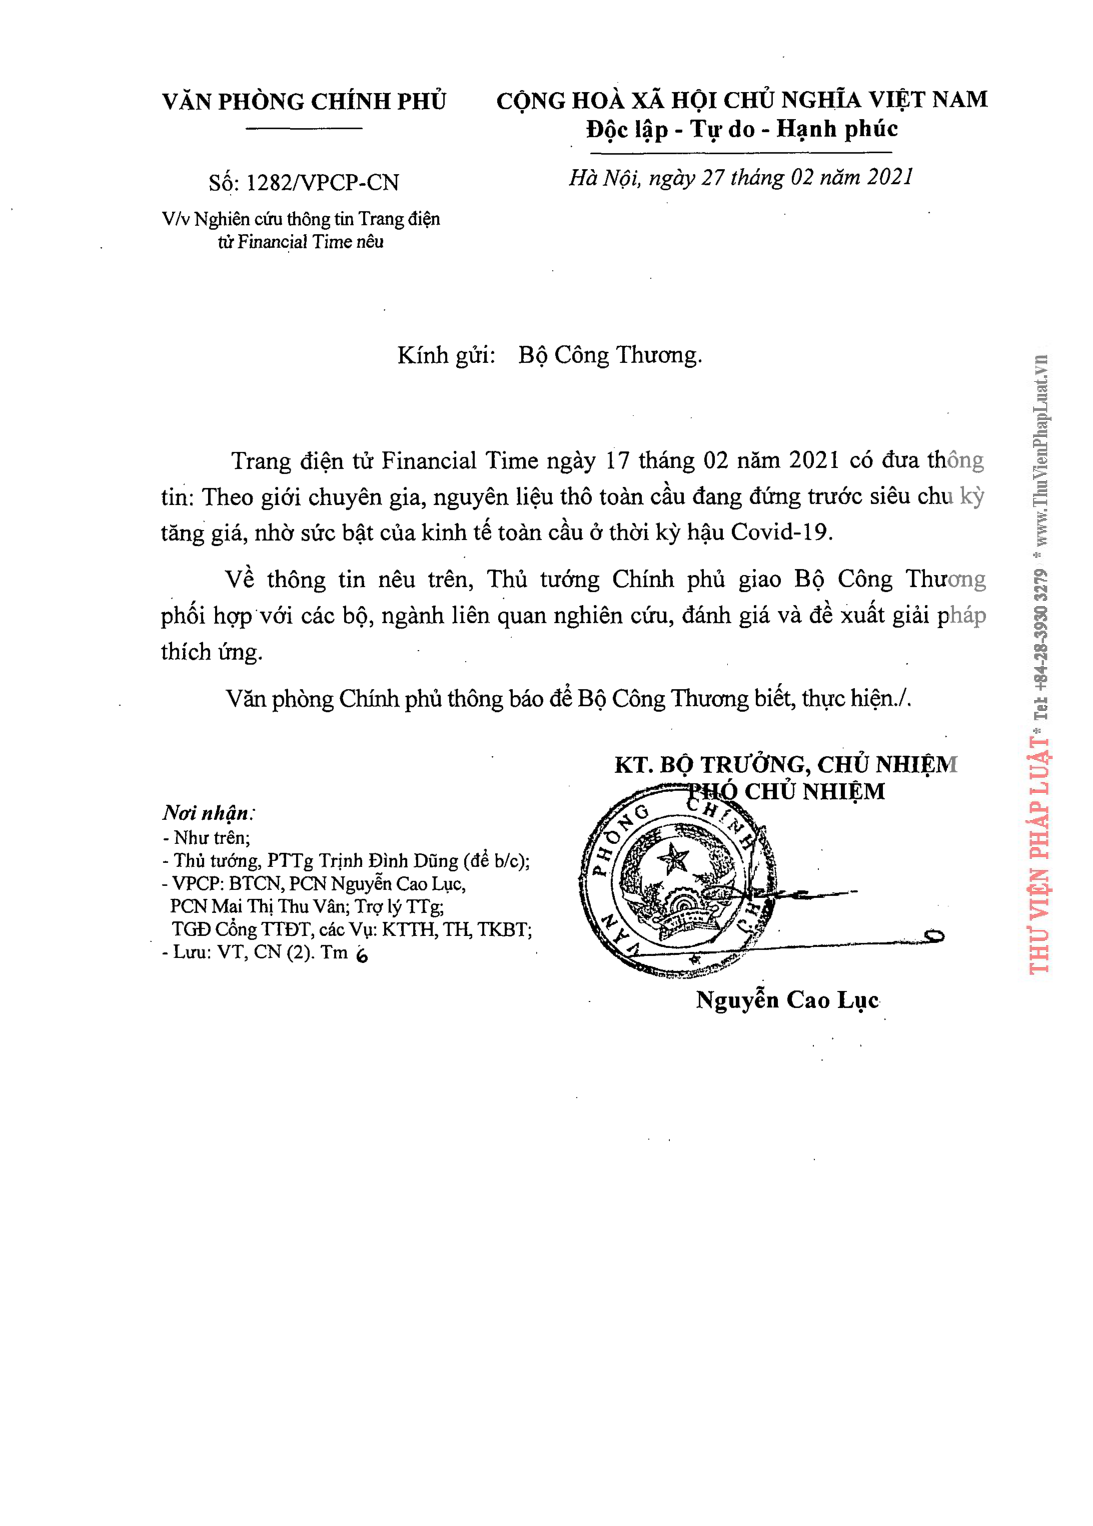 VĂN PHÒNG CHÍNH PHỦ
CỘNG HOÀ XÃ HỘI CHỦ NGHĨA VIỆT NAM
Độc lập - Tự do - Hạnh phúc
Số: 1282/VPCP-CN
Hà Nội, ngày 27 tháng 02 năm 2021
V/v Nghiên cứu thông tin Trang điện
tử Financial Time nêu
Kính gửi: Bộ Công Thương.
Trang điện tử Financial Time ngày 17 tháng 02 năm 2021 có đưa thông
tin: Theo giới chuyên gia, nguyên liệu thô toàn cầu đang đứng trước siêu chu kỳ
tăng giá, nhờ sức bật của kinh tế toàn cầu ở thời kỳ hậu Covid-19.
Về thông tin nêu trên, Thủ tướng Chính phủ giao Bộ Công Thương
phối hợp với các bộ, ngành liên quan nghiên cứu, đánh giá và đề xuất giải pháp
thích ứng.
Văn phòng Chính phủ thông báo để Bộ Công Thương biết, thực hiện./.
KT. BỘ TRƯỞNG, CHỦ NHIỆM
PHÓ CHỦ NHIỆM
Nơi nhận:
- Như trên;
- Thủ tướng, PTTg Trịnh Đình Dũng (để b/c);
- VPCP: BTCN, PCN Nguyễn Cao Lục,
PCN Mai Thị Thu Vân; Trợ lý TTg;
TGĐ Cổng TTĐT, các Vụ: KTTH, TH, TKBT;
- Lưu: VT, CN (2). Tm 6
VĂN PHÒNG CHÍNH PHỦ
Nguyễn Cao Lục
THƯ VIỆN PHÁP LUẬT * Tel: +84-28-3930 3279 * www.ThuVienPhapLuat.vn